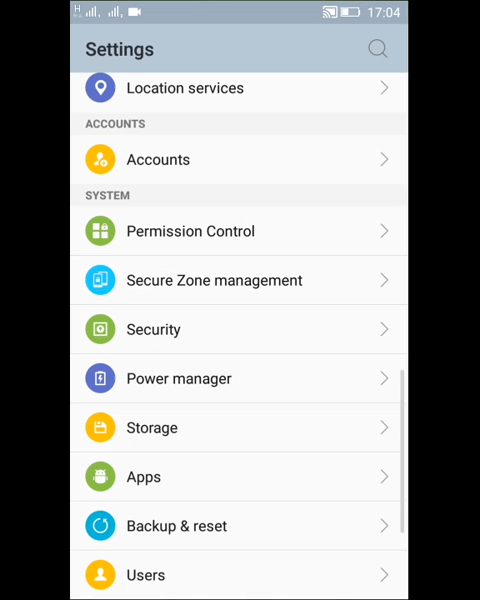 H 17:04
Settings
Location services
ACCOUNTS
Accounts
SYSTEM
Permission Control
Secure Zone management
Security
Power manager
Storage
Apps
Backup & reset
Users